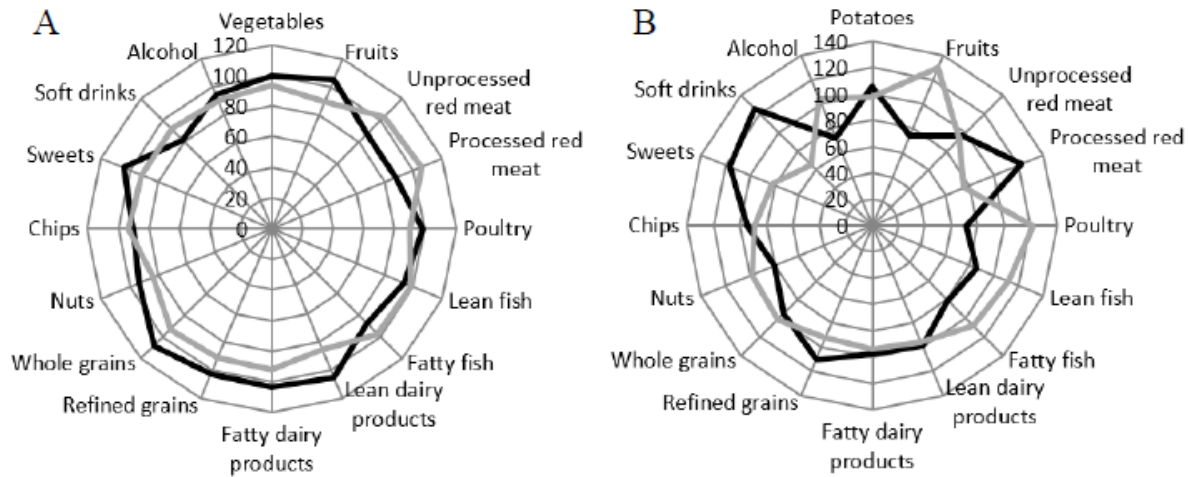 A
Vegetables
Fruits
Unprocessed
red meat
Processed red
meat
Poultry
Lean fish
Fatty fish
Lean dairy
products
Fatty dairy
products
Refined grains
Whole grains
Nuts
Chips
Sweets
Soft drinks
Alcohol
120
100
80
60
40
20
0
B
Potatoes
Fruits
Unprocessed
red meat
Processed red
meat
Poultry
Lean fish
Fatty fish
Lean dairy
products
Fatty dairy
products
Refined grains
Whole grains
Nuts
Chips
Sweets
Soft drinks
Alcohol
140
120
100
80
60
40
20
0